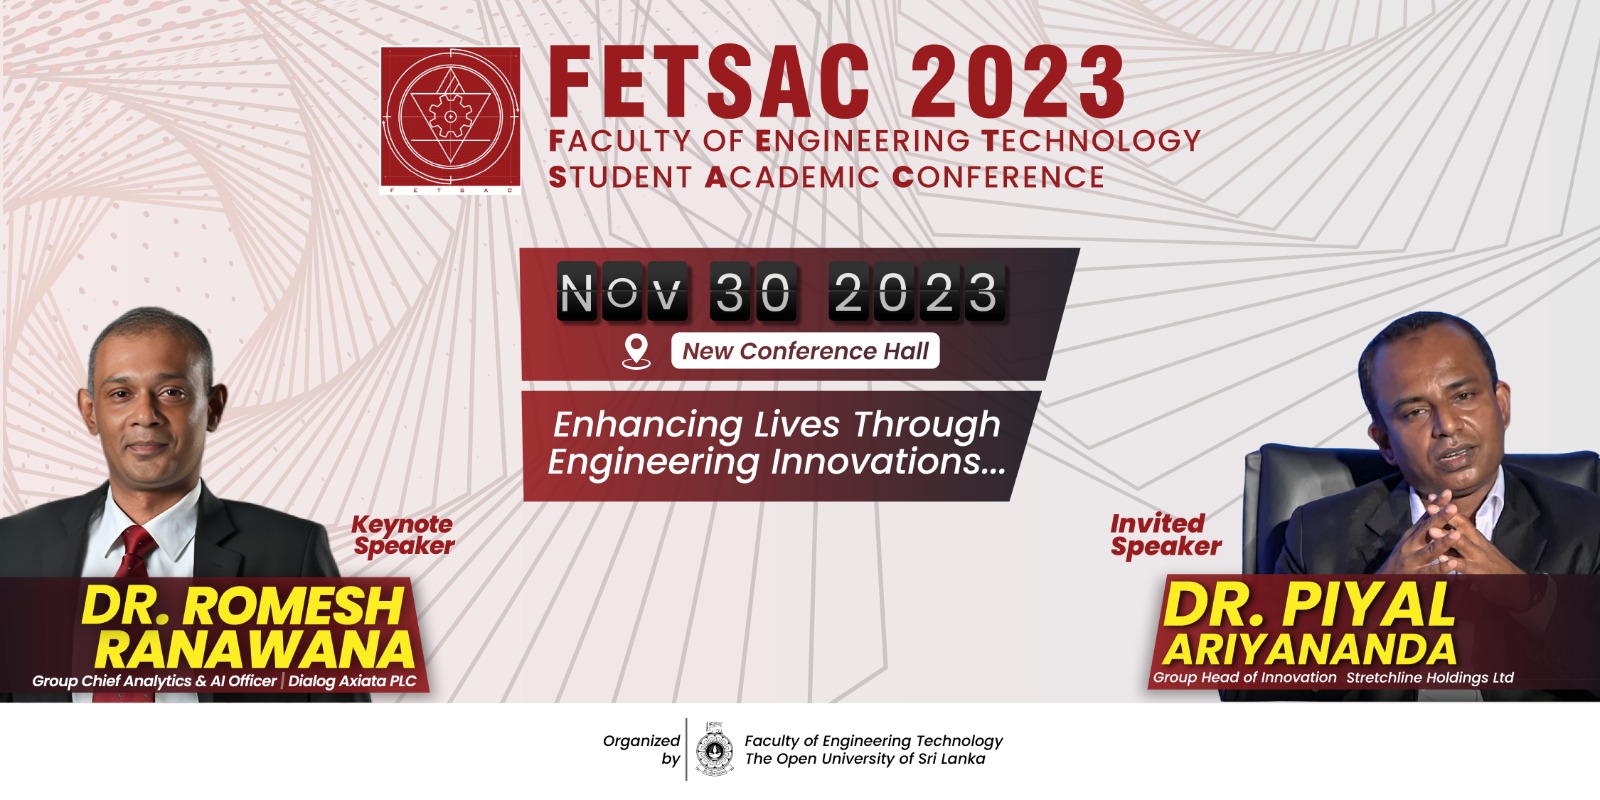 FETSAC 2023
FACULTY OF ENGINEERING TECHNOLOGY
STUDENT ACADEMIC CONFERENCE
FETSAC
Nov 30 2023
New Conference Hall
Enhancing Lives Through
Engineering Innovations...
Keynote
Speaker
DR. ROMESH
RANAWANA
Group Chief Analytics & AI Officer | Dialog Axiata PLC
Invited
Speaker
DR. PIYAL
ARIYANANDA
Group Head of Innovation Stretchline Holdings Ltd
Organized
by
Faculty of Engineering Technology
The Open University of Sri Lanka